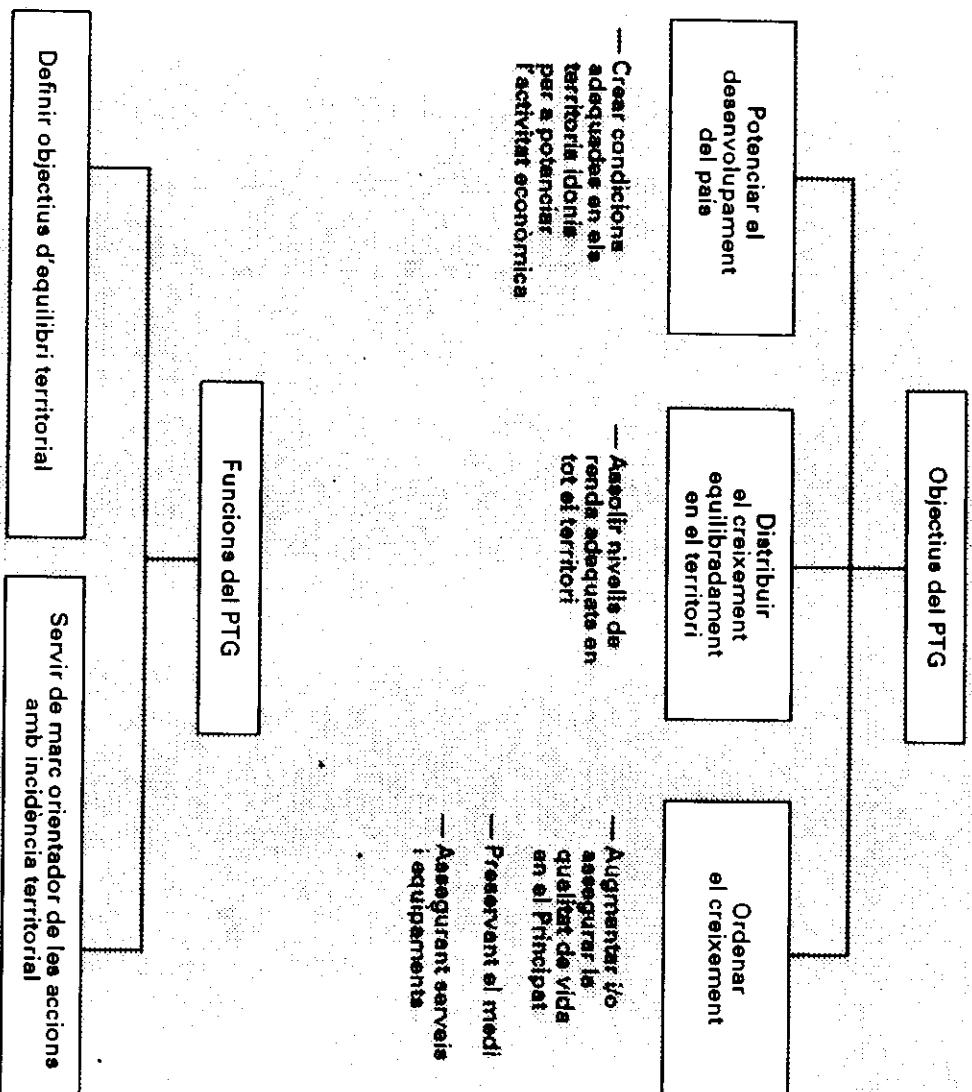 Objectius del PTG
Potenciar el
desenvolupament
del país
Distribuir
el creixement
equilibradament
en el territori
Ordenar
el creixement
— Crear condicions
adequades en els
territoris idonis
per a potenciar
l'activitat econòmica
— Assolir nivells de
renda adequats en
tot el territori
— Augmentar i/o
assegurar la
qualitat de vida
en el Principat
— Preservant el medi
— Assegurant serveis
i equipaments
Funcions del PTG
Definir objectius d'equilibri territorial
Servir de marc orientador de les accions
amb incidència territorial